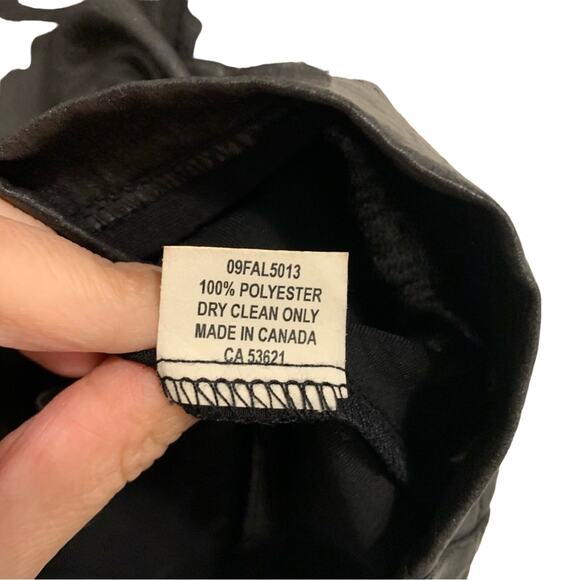 09FAL5013
100% POLYESTER
DRY CLEAN ONLY
MADE IN CANADA
CA 53621